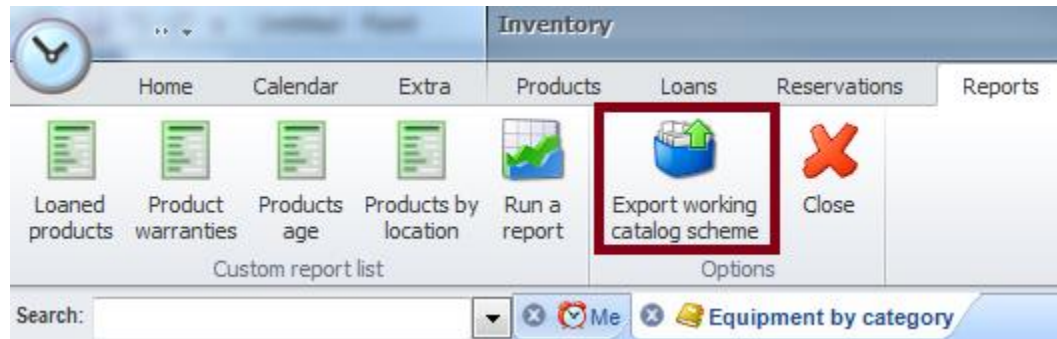 Inventory
Home Calendar Extra Products Loans Reservations Reports
Loaned products
Product warranties
Products age
Products by location
Run a report
Export working catalog scheme
Close
Custom report list
Options
Search:
Me
Equipment by category